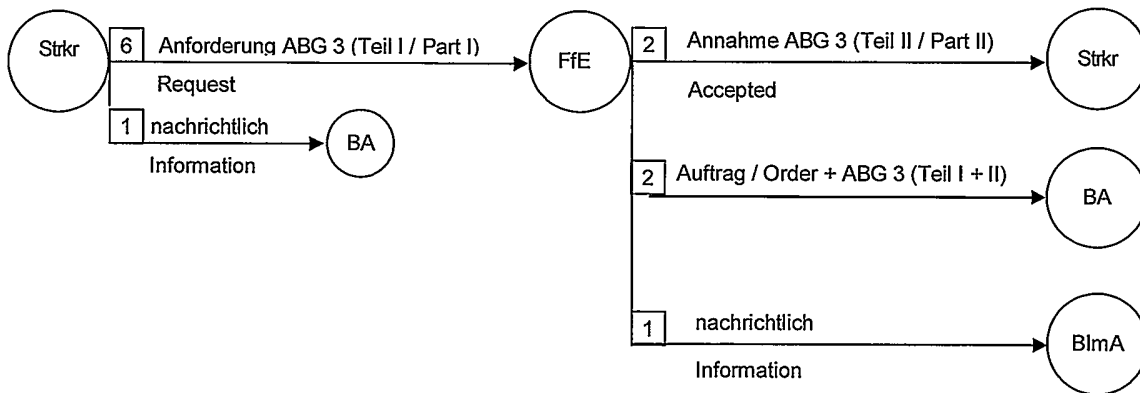 Strkr
6 Anforderung ABG 3 (Teil I / Part I)
Request
1 nachrichtlich
Information
BA
FfE
2 Annahme ABG 3 (Teil II / Part II)
Accepted
Strkr
2 Auftrag / Order + ABG 3 (Teil I + II)
BA
1 nachrichtlich
Information
BImA